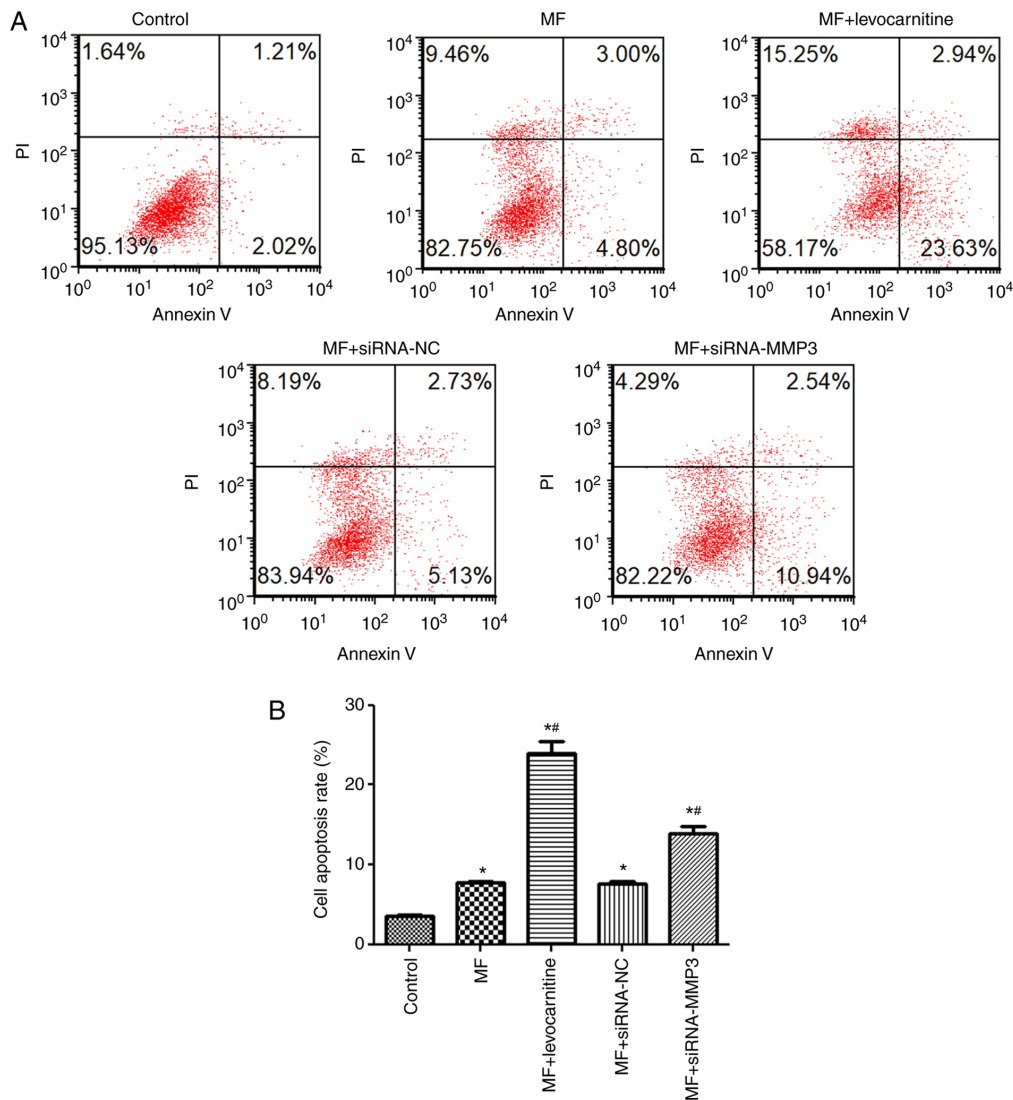 A
Control
MF
MF+levocarnitine
10⁴
1.64%
1.21%
10³
PI
10²
10¹
95.13%
2.02%
10⁰
10⁰ 10¹ 10² 10³ 10⁴
Annexin V
10⁴
9.46%
3.00%
10³
PI
10²
10¹
82.75%
4.80%
10⁰
10⁰ 10¹ 10² 10³ 10⁴
Annexin V
10⁴
15.25%
2.94%
10³
PI
10²
10¹
58.17%
23.63%
10⁰
10⁰ 10¹ 10² 10³ 10⁴
Annexin V
MF+siRNA-NC
10⁴
8.19%
2.73%
10³
PI
10²
10¹
83.94%
5.13%
10⁰
10⁰ 10¹ 10² 10³ 10⁴
Annexin V
MF+siRNA-MMP3
10⁴
4.29%
2.54%
10³
PI
10²
10¹
82.22%
10.94%
10⁰
10⁰ 10¹ 10² 10³ 10⁴
Annexin V
B
Cell apoptosis rate (%)
30
20
10
0
*
*#
*
*#
Control
MF
MF+levocarnitine
MF+siRNA-NC
MF+siRNA-MMP3